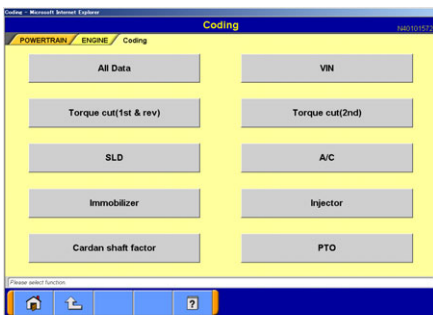 Coding - Microsoft Internet Explorer
Coding
N40101573
POWERTRAIN ENGINE Coding
All Data VIN
Torque cut(1st & rev) Torque cut(2nd)
SLD A/C
Immobilizer Injector
Cardan shaft factor PTO
Please select function.
?